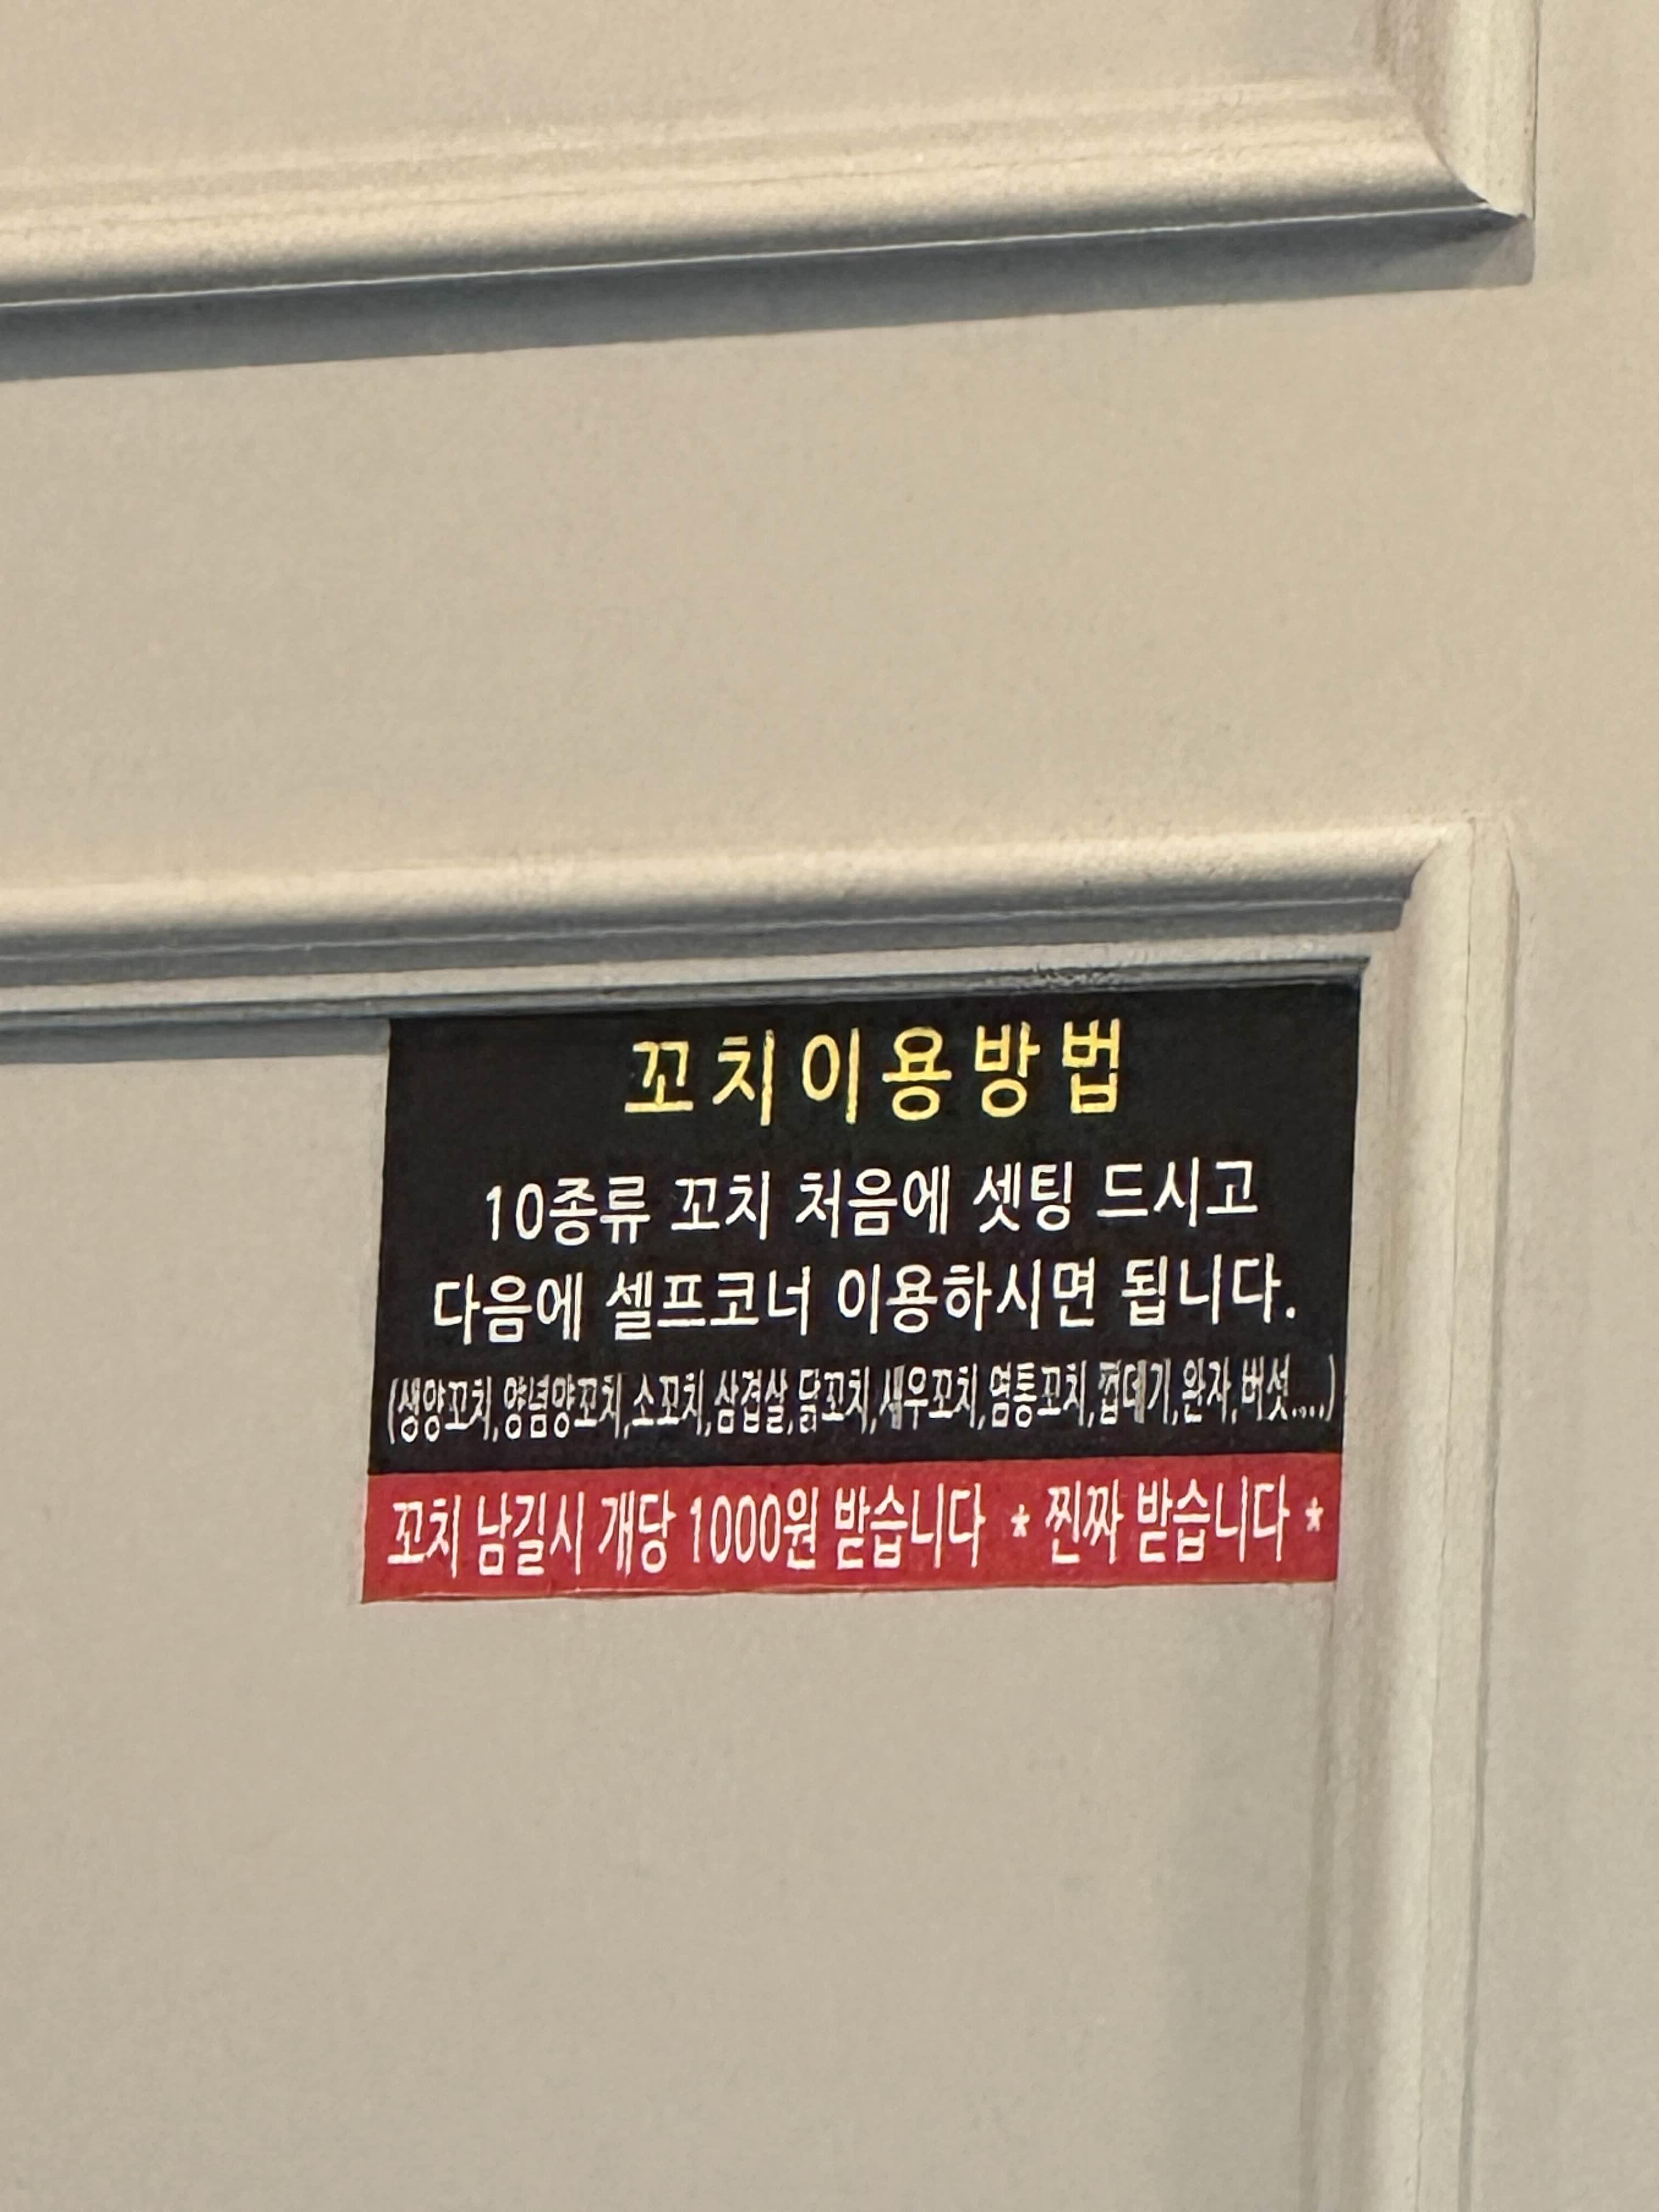 꼬치이용방법
10종류 꼬치 처음에 셋팅 드시고
다음에 셀프코너 이용하시면 됩니다.
(생양꼬치,양념양꼬치,소꼬치,삼겹살,닭꼬치,새우꼬치,염통꼬치,껍데기,완자,버섯....)
꼬치 남길시 개당 1000원 받습니다 * 찐짜 받습니다 *